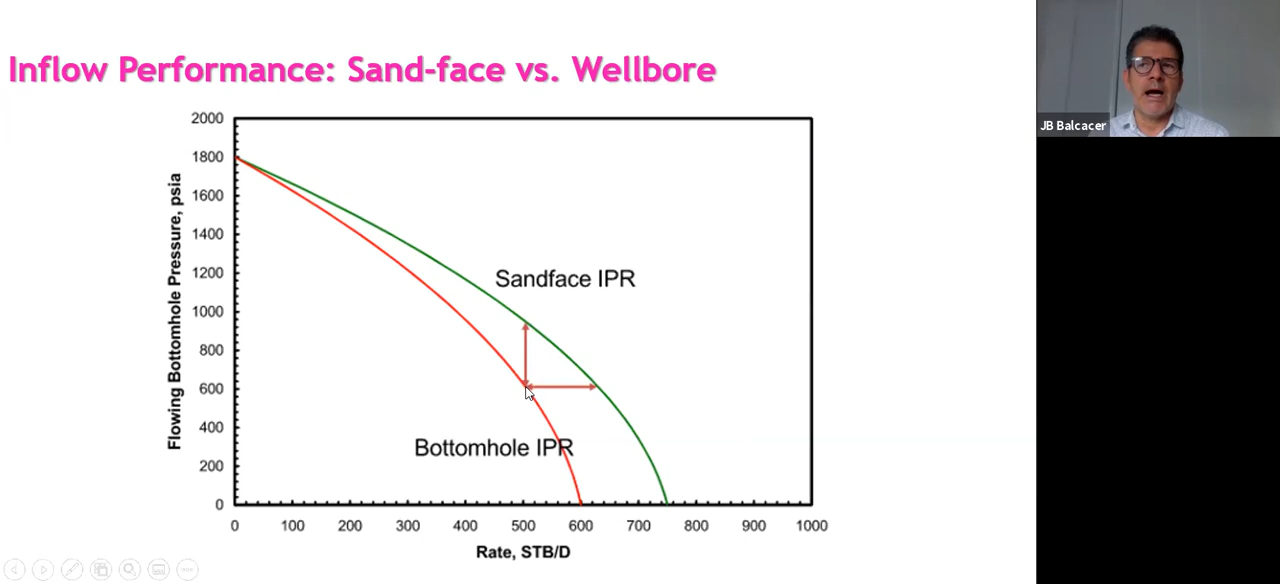 Inflow Performance: Sand-face vs. Wellbore
JB Balcacer
2000
1800
1600
1400
1200
1000
800
600
400
200
0
Flowing Bottomhole Pressure, psia
Sandface IPR
Bottomhole IPR
0 100 200 300 400 500 600 700 800 900 1000
Rate, STB/D